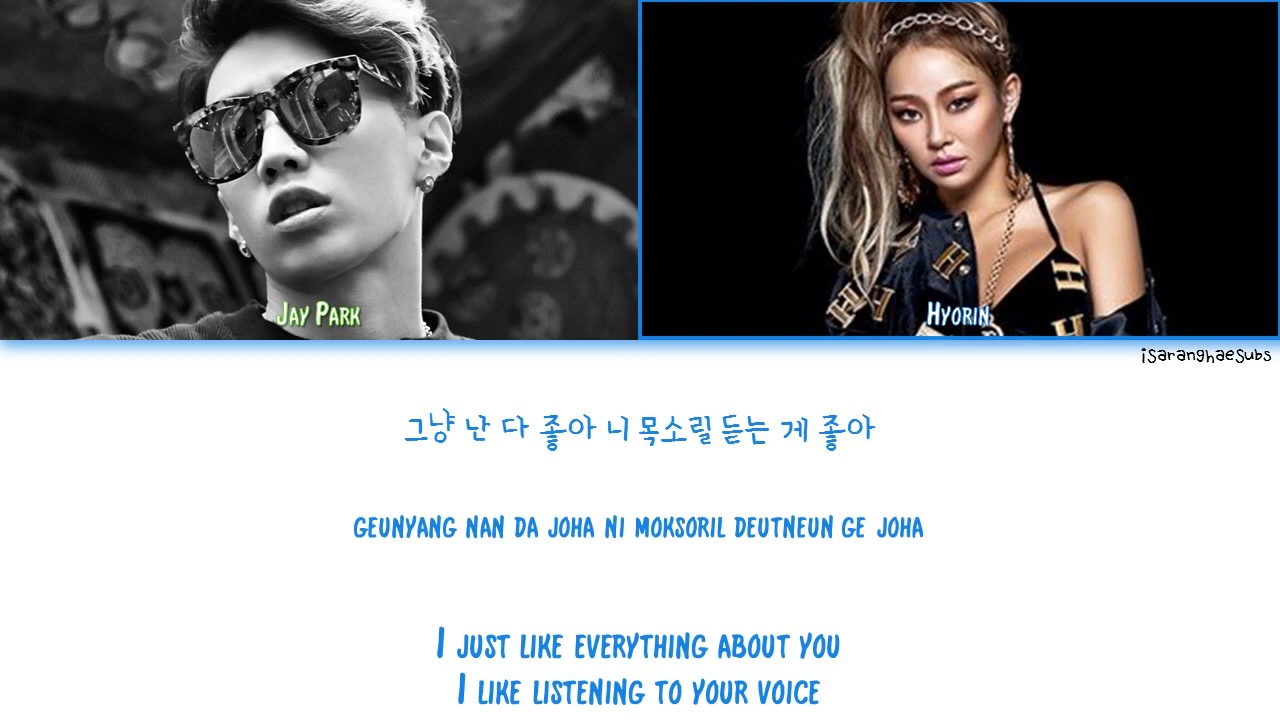 Jay Park
Hyorin
iSaranghaeSubs
그냥 난 다 좋아 니 목소릴 듣는 게 좋아
GEUNYANG NAN DA JOHA NI MOKSORIL DEUTNEUN GE JOHA
I JUST LIKE EVERYTHING ABOUT YOU
I LIKE LISTENING TO YOUR VOICE